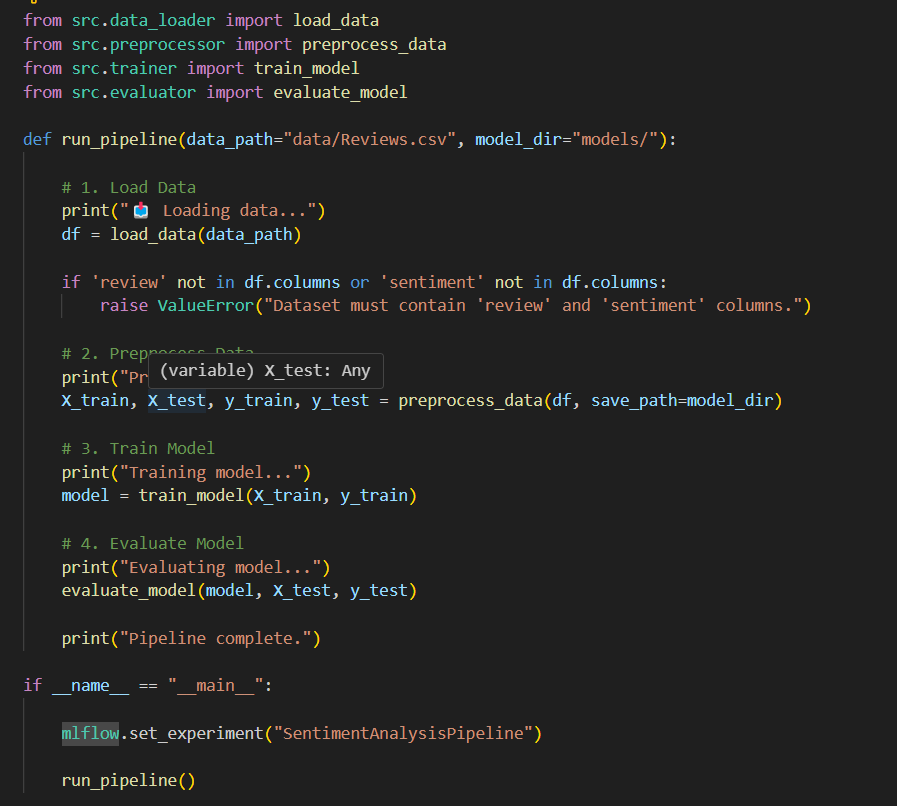 from src.data_loader import load_data
from src.preprocessor import preprocess_data
from src.trainer import train_model
from src.evaluator import evaluate_model
def run_pipeline(data_path="data/Reviews.csv", model_dir="models/"):
# 1. Load Data
print("📥 Loading data...")
df = load_data(data_path)
if 'review' not in df.columns or 'sentiment' not in df.columns:
raise ValueError("Dataset must contain 'review' and 'sentiment' columns.")
# 2. Preprocess Data
print("Pr
(variable) X_test: Any
X_train, X_test, y_train, y_test = preprocess_data(df, save_path=model_dir)
# 3. Train Model
print("Training model...")
model = train_model(X_train, y_train)
# 4. Evaluate Model
print("Evaluating model...")
evaluate_model(model, X_test, y_test)
print("Pipeline complete.")
if __name__ == "__main__":
mlflow.set_experiment("SentimentAnalysisPipeline")
run_pipeline()